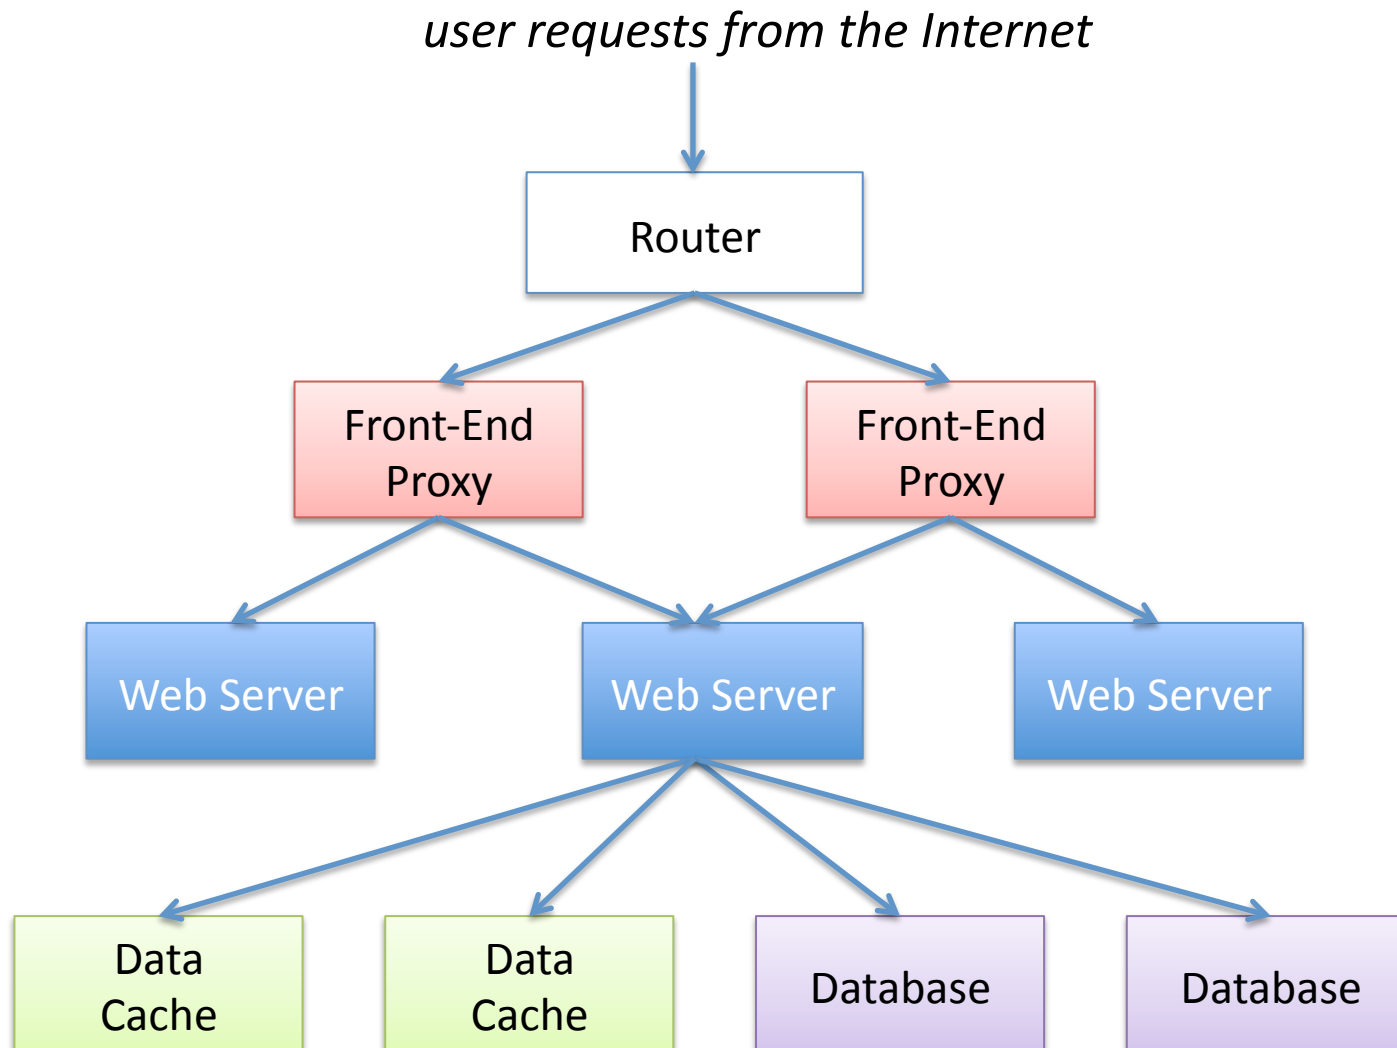 user requests from the Internet
Router
Front-End
Proxy
Front-End
Proxy
Web Server
Web Server
Web Server
Data
Cache
Data
Cache
Database
Database